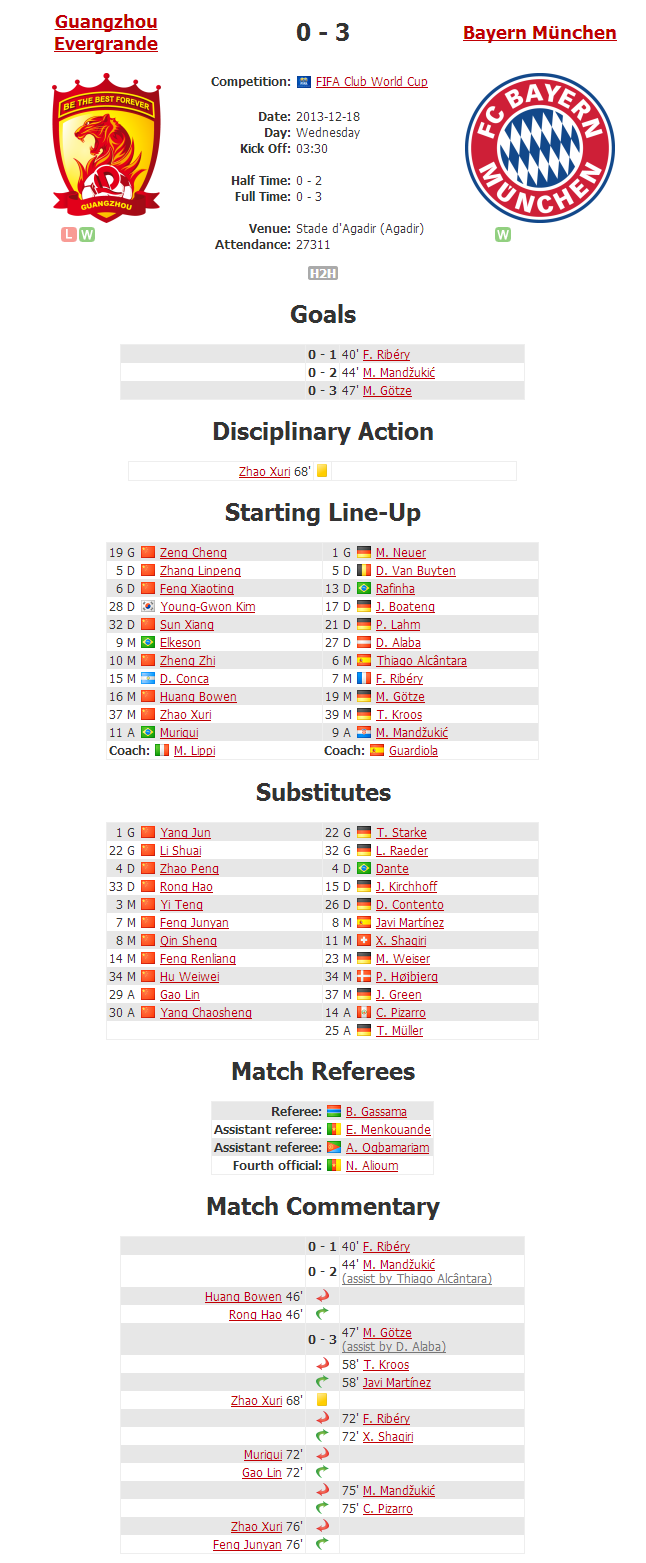 Guangzhou
Evergrande
0 - 3
Bayern München
BE THE BEST FOREVER
GUANGZHOU
FC BAYERN
MÜNCHEN
Competition: FIFA Club World Cup
Date: 2013-12-18
Day: Wednesday
Kick Off: 03:30
Half Time: 0 - 2
Full Time: 0 - 3
Venue: Stade d'Agadir (Agadir)
Attendance: 27311
L W
W
H2H
Goals
0 - 1 40' F. Ribéry
0 - 2 44' M. Mandžukić
0 - 3 47' M. Götze
Disciplinary Action
Zhao Xuri 68'
Starting Line-Up
19 G Zeng Cheng 1 G M. Neuer
5 D Zhang Linpeng 5 D D. Van Buyten
6 D Feng Xiaoting 13 D Rafinha
28 D Young-Gwon Kim 17 D J. Boateng
32 D Sun Xiang 21 D P. Lahm
9 M Elkeson 27 D D. Alaba
10 M Zheng Zhi 6 M Thiago Alcântara
15 M D. Conca 7 M F. Ribéry
16 M Huang Bowen 19 M M. Götze
37 M Zhao Xuri 39 M T. Kroos
11 A Muriqui 9 A M. Mandžukić
Coach: M. Lippi Coach: Guardiola
Substitutes
1 G Yang Jun 22 G T. Starke
22 G Li Shuai 32 G L. Raeder
4 D Zhao Peng 4 D Dante
33 D Rong Hao 15 D J. Kirchhoff
3 M Yi Teng 26 D D. Contento
7 M Feng Junyan 8 M Javi Martínez
8 M Qin Sheng 11 M X. Shaqiri
14 M Feng Renliang 23 M M. Weiser
34 M Hu Weiwei 34 M P. Højbjerg
29 A Gao Lin 37 M J. Green
30 A Yang Chaosheng 14 A C. Pizarro
25 A T. Müller
Match Referees
Referee: B. Gassama
Assistant referee: E. Menkouande
Assistant referee: A. Ogbamariam
Fourth official: N. Alioum
Match Commentary
0 - 1 40' F. Ribéry
0 - 2 44' M. Mandžukić
(assist by Thiago Alcântara)
Huang Bowen 46'
Rong Hao 46'
0 - 3 47' M. Götze
(assist by D. Alaba)
58' T. Kroos
58' Javi Martínez
Zhao Xuri 68'
72' F. Ribéry
72' X. Shaqiri
Muriqui 72'
Gao Lin 72'
75' M. Mandžukić
75' C. Pizarro
Zhao Xuri 76'
Feng Junyan 76'